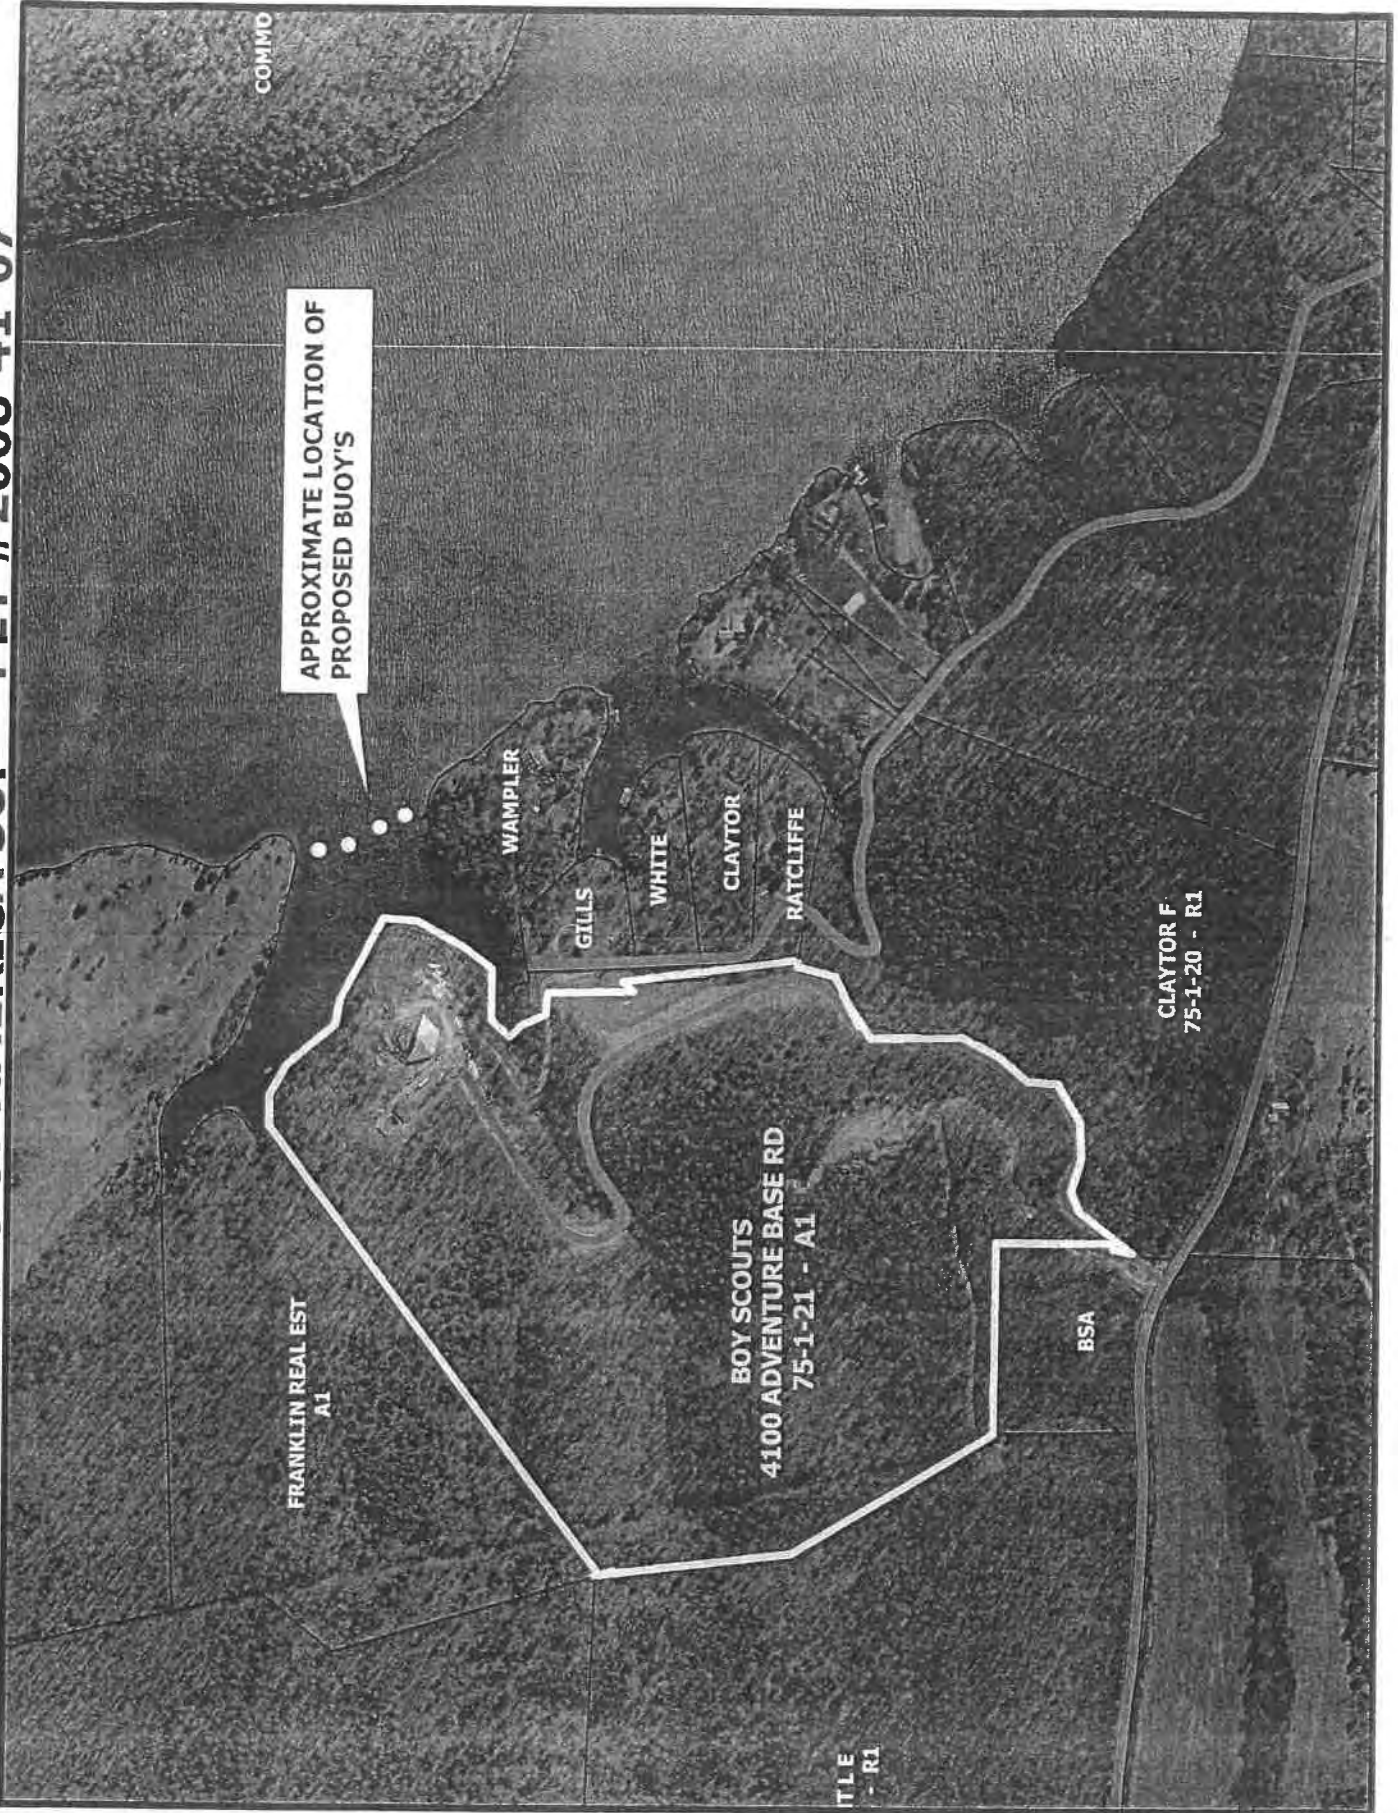 COMMO
APPROXIMATE LOCATION OF
PROPOSED BUOY'S
WAMPLER
GILLS
WHITE
CLAYTOR
RATCLIFFE
CLAYTOR F
75-1-20 - R1
FRANKLIN REAL EST
A1
BOY SCOUTS
4100 ADVENTURE BASE RD
75-1-21 - A1
BSA
ITLE
- R1